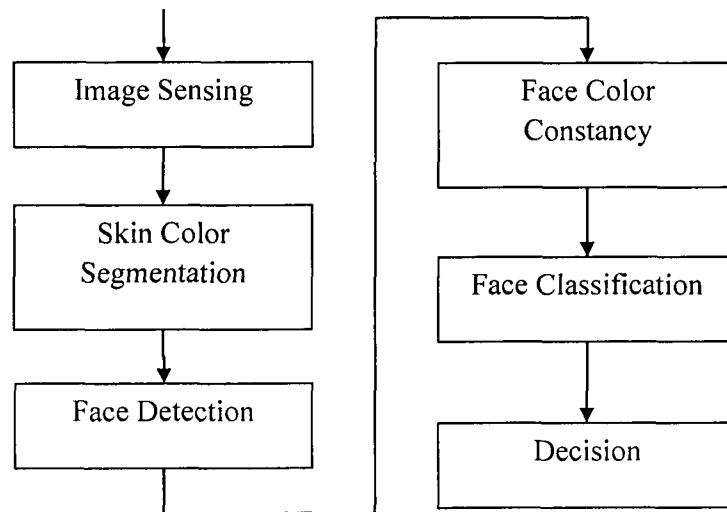 Image Sensing
Skin Color
Segmentation
Face Detection
Face Color
Constancy
Face Classification
Decision